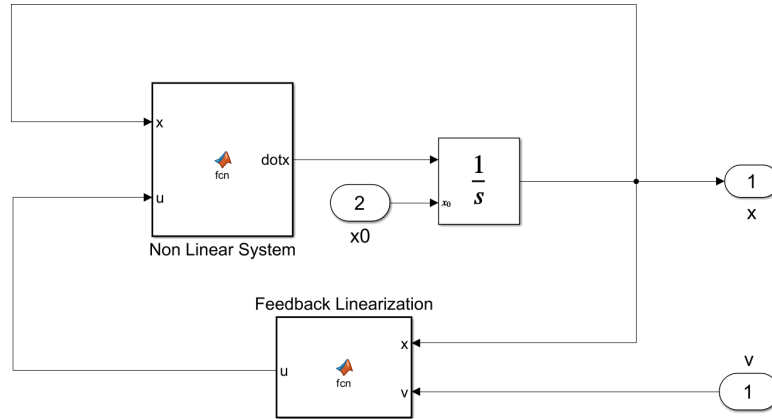 x
fcn
dotx
u
Non Linear System
1
s
x0
2
x0
1
x
Feedback Linearization
x
u
fcn
v
v
1